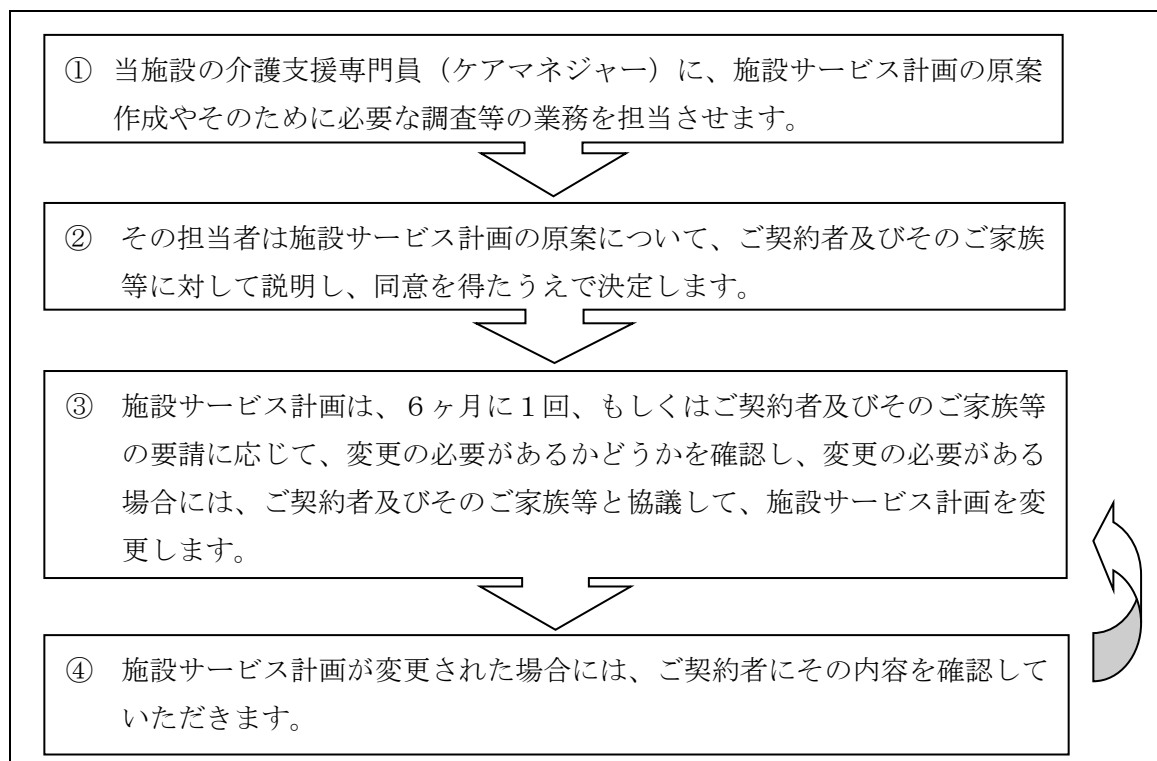 ① 当施設の介護支援専門員（ケアマネジャー）に、施設サービス計画の原案
作成やそのために必要な調査等の業務を担当させます。
② その担当者は施設サービス計画の原案について、ご契約者及びそのご家族
等に対して説明し、同意を得たうえで決定します。
③ 施設サービス計画は、６ヶ月に１回、もしくはご契約者及びそのご家族等
の要請に応じて、変更の必要があるかどうかを確認し、変更の必要がある
場合には、ご契約者及びそのご家族等と協議して、施設サービス計画を変
更します。
④ 施設サービス計画が変更された場合には、ご契約者にその内容を確認して
いただきます。